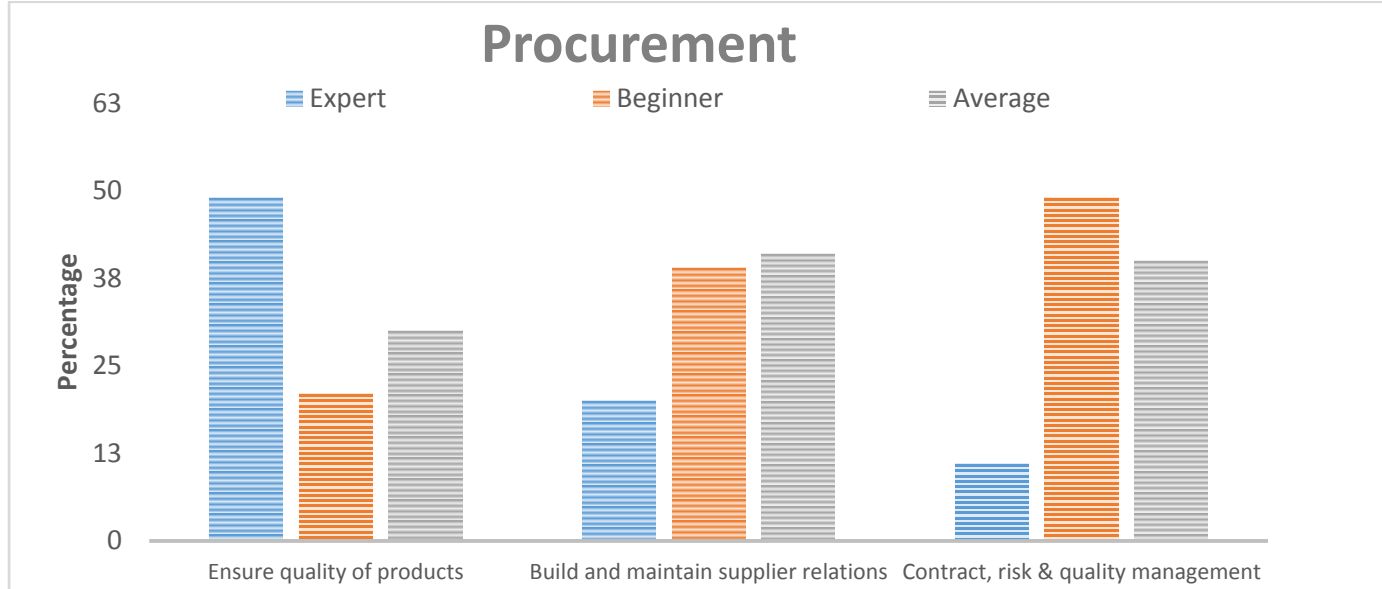 Procurement
Expert Beginner Average
63
50
38
25
13
0
Percentage
Ensure quality of products Build and maintain supplier relations Contract, risk & quality management